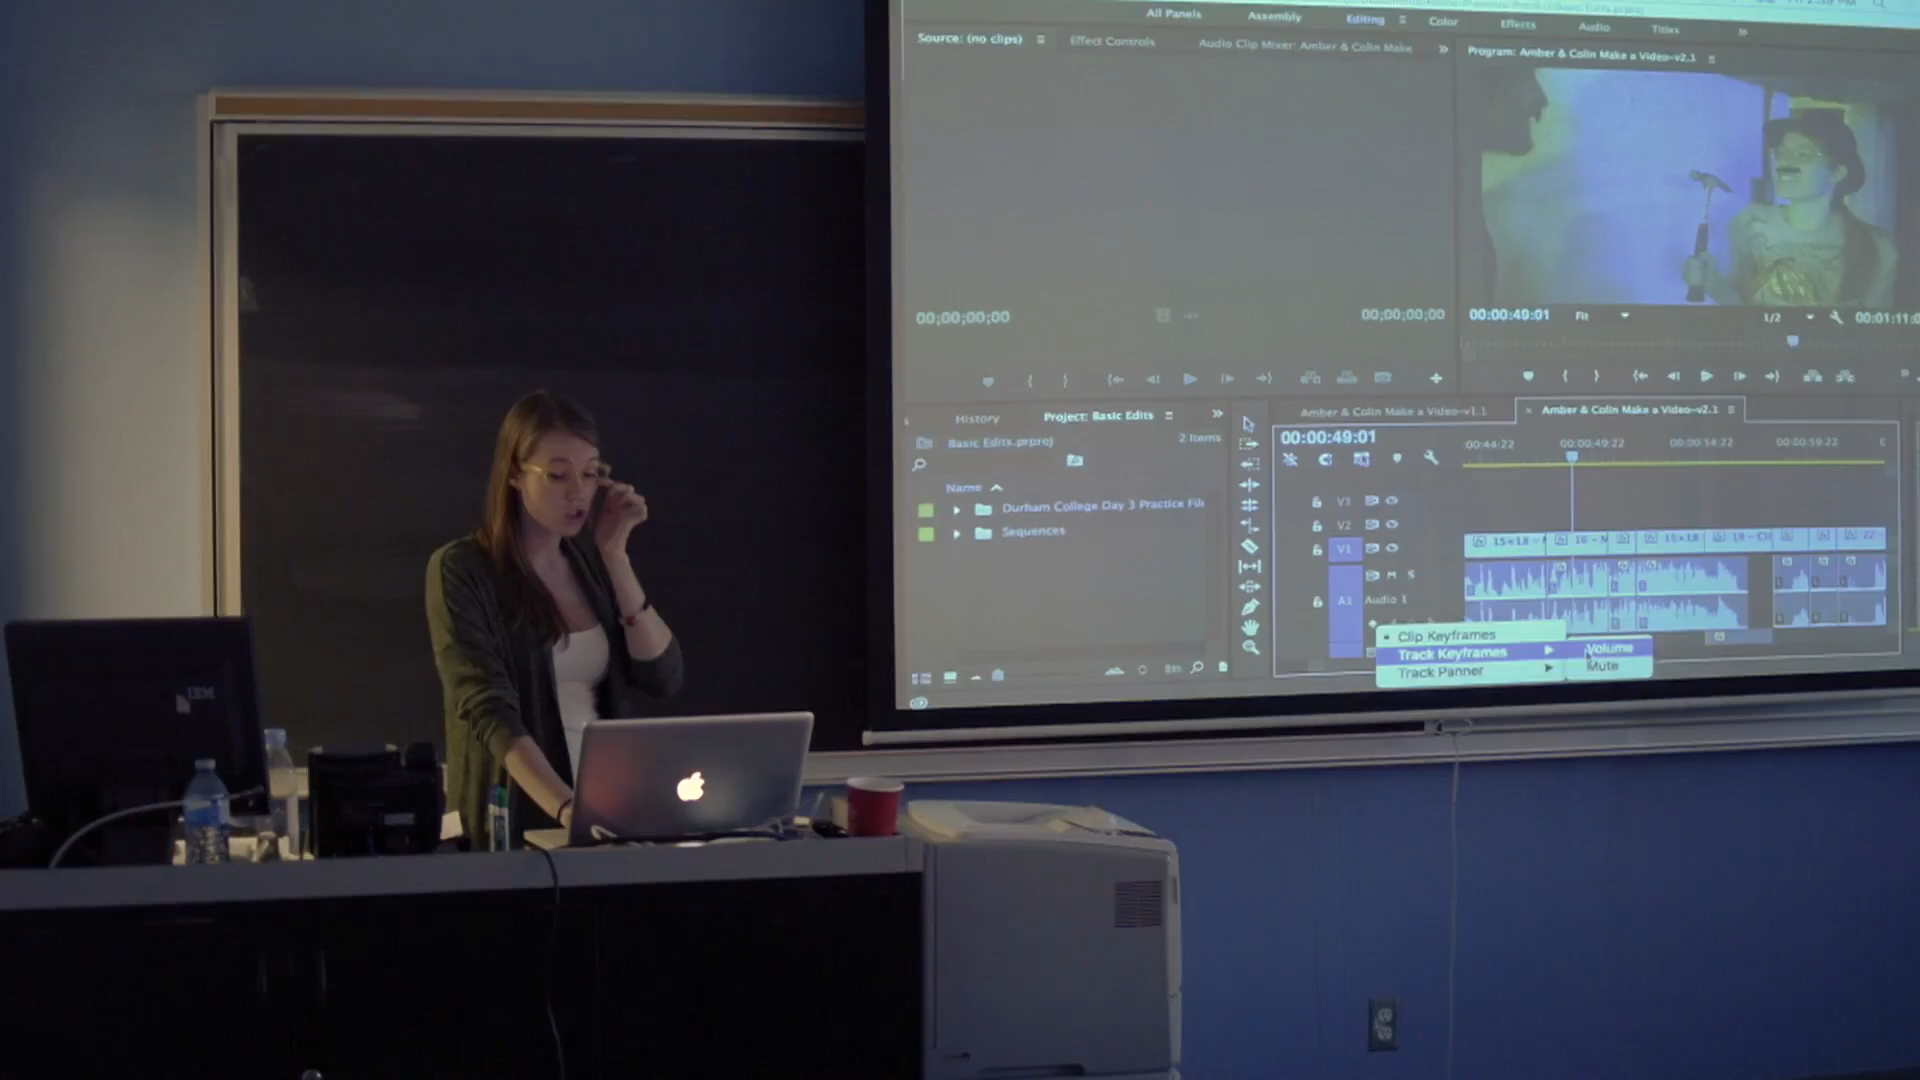 All Panels Assembly Editing Color Effects Audio Titles
Source: (no clips) Effect Controls Audio Clip Mixer: Amber & Colin Make
Program: Amber & Colin Make a Video-v2.1
00;00;00;00 00;00;00;00
00:00:49:01 Fit 1/2 00:01:11:0
History Project: Basic Edits
Basic Edits.prproj 2 Items
Name
Durham College Day 3 Practice File
Sequences
Amber & Colin Make a Video-v1.1 Amber & Colin Make a Video-v2.1
00:00:49:01
:00:44:22 00:00:49:22 00:00:54:22 00:00:59:22
V3
V2
V1
M S
A1 Audio 1
Clip Keyframes
Track Keyframes Volume
Track Panner Mute
IBM